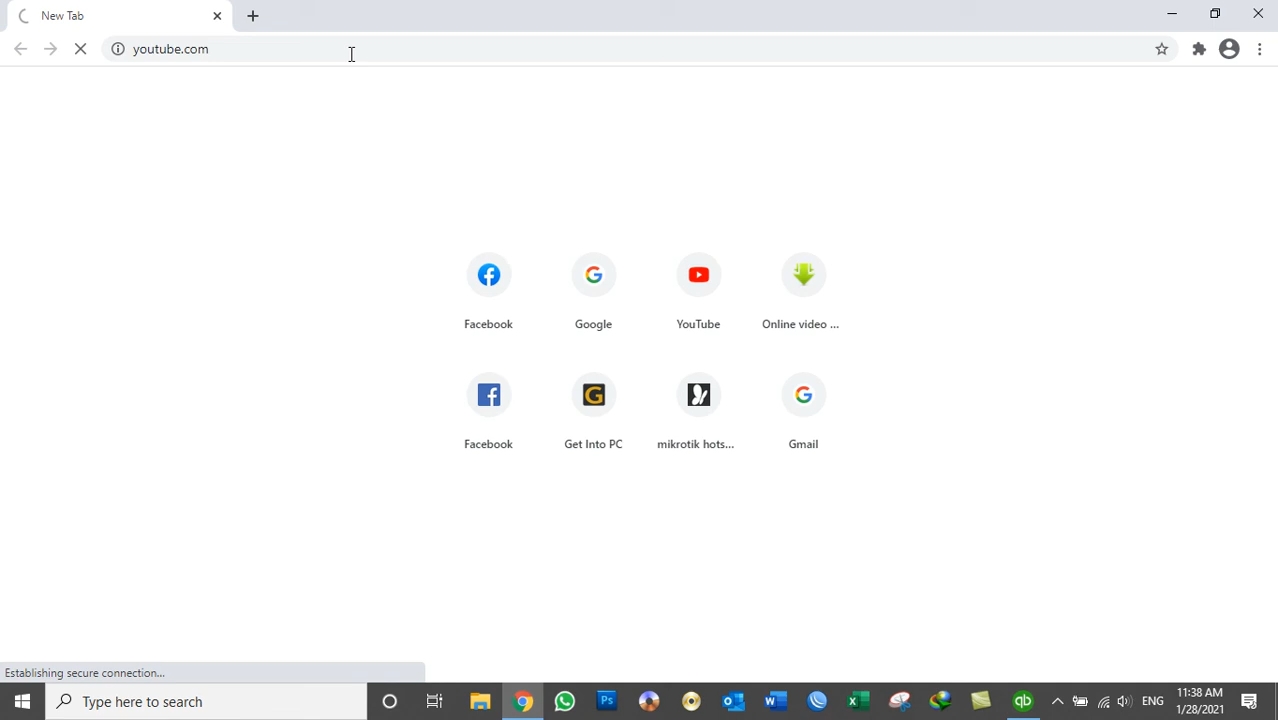 New Tab
youtube.com
Facebook
Google
YouTube
Online video ...
Facebook
Get Into PC
mikrotik hots...
Gmail
Establishing secure connection...
Type here to search
ENG
11:38 AM
1/28/2021